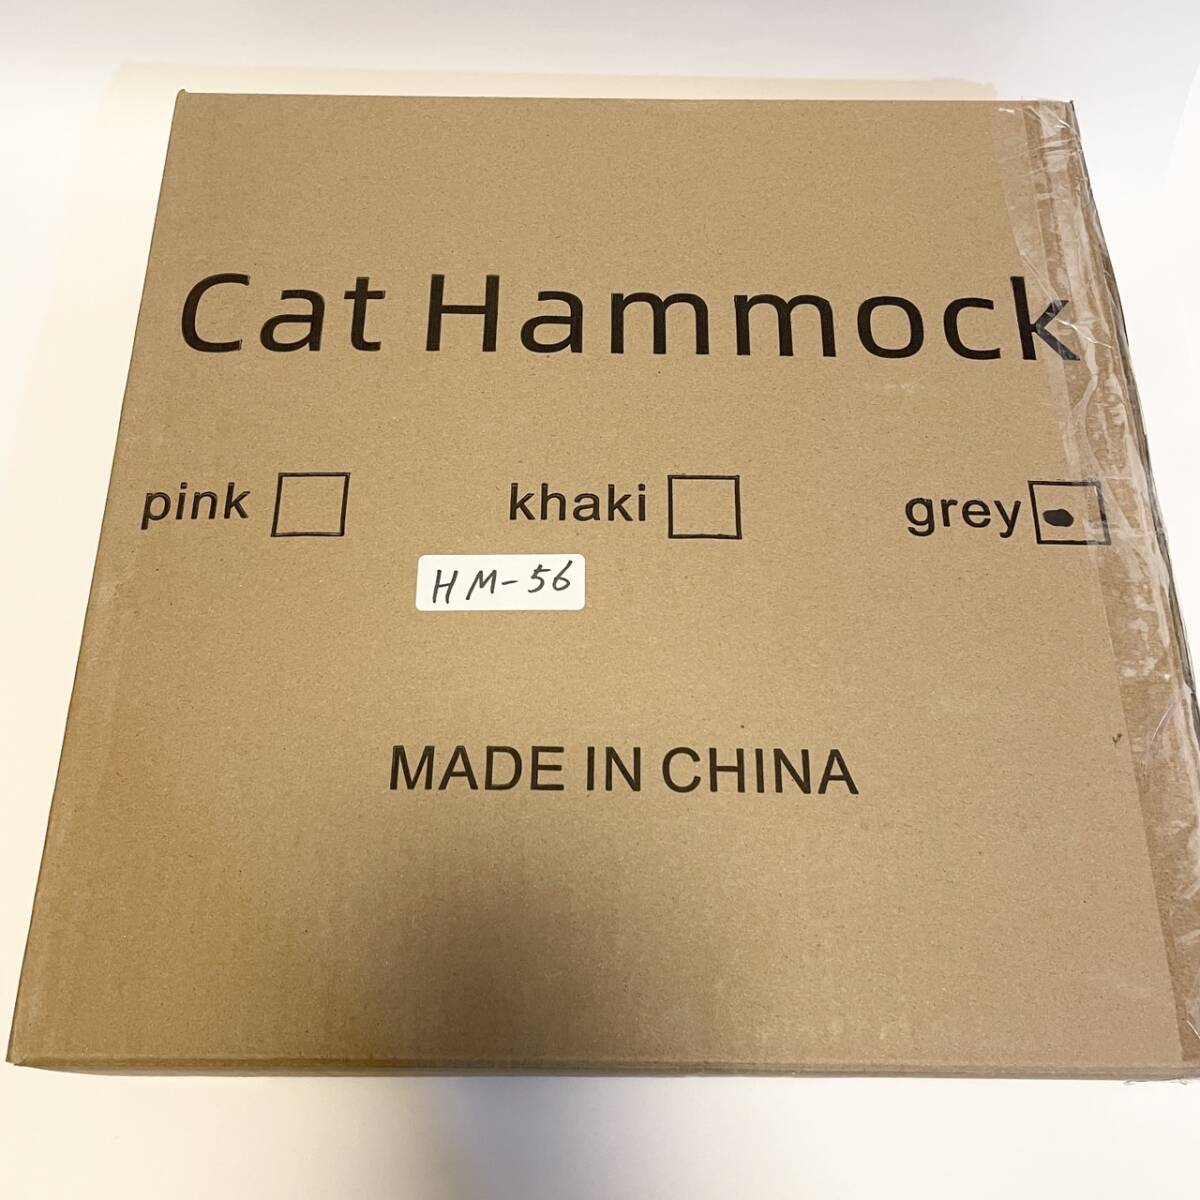 Cat Hammock
pink khaki grey
HM-56
MADE IN CHINA